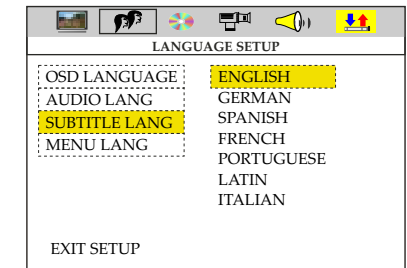 LANGUAGE SETUP
OSD LANGUAGE
AUDIO LANG
SUBTITLE LANG
MENU LANG
ENGLISH
GERMAN
SPANISH
FRENCH
PORTUGUESE
LATIN
ITALIAN
EXIT SETUP